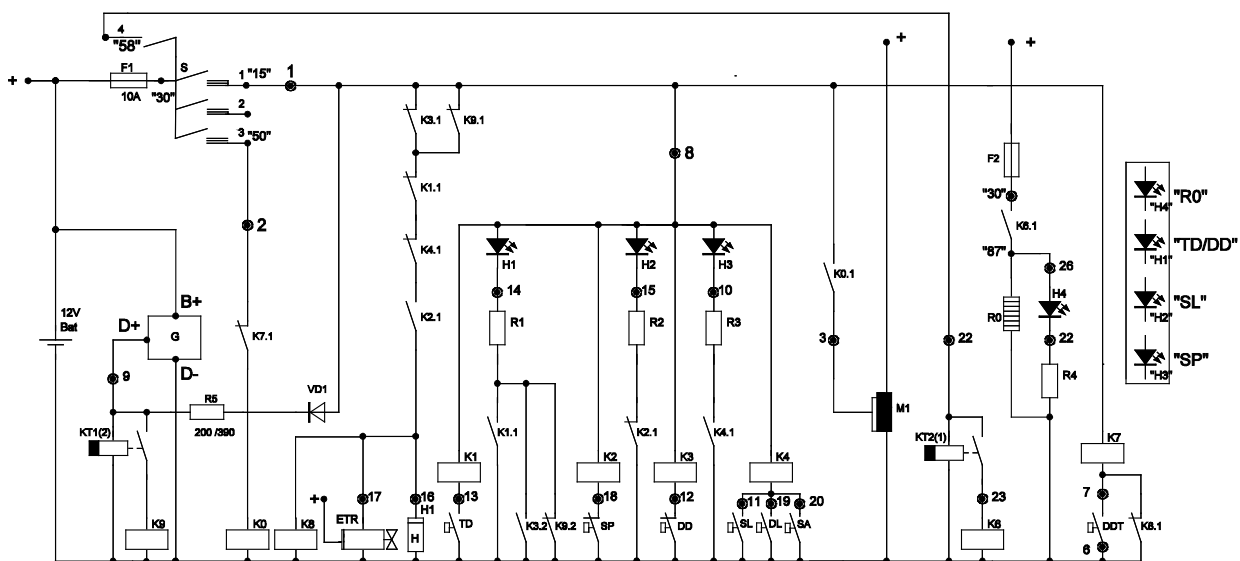 4
"58"
+
F1
10A
"30"
S
1 "15"
1
2
3 "50"
2
+
+
K3.1
K9.1
8
K1.1
K4.1
K2.1
F2
"30"
K6.1
"87"
26
H4
R0
22
R4
"R0"
"H4"
"TD/DD"
"H1"
"SL"
"H2"
"SP"
"H3"
12V
Bat
B+
D+
G
D-
9
K7.1
H1
14
R1
H2
15
R2
H3
10
R3
K0.1
3
22
M1
R5
200 /390
VD1
KT1(2)
K9
K0
K8
+
17
ETR
16
H1
H
K1
13
TD
K1.1
K3.2
K9.2
K2
18
SP
K2.1
K3
12
DD
K4.1
K4
11
19
20
SL
DL
SA
KT2(1)
23
K6
K7
7
DDT
6
K6.1